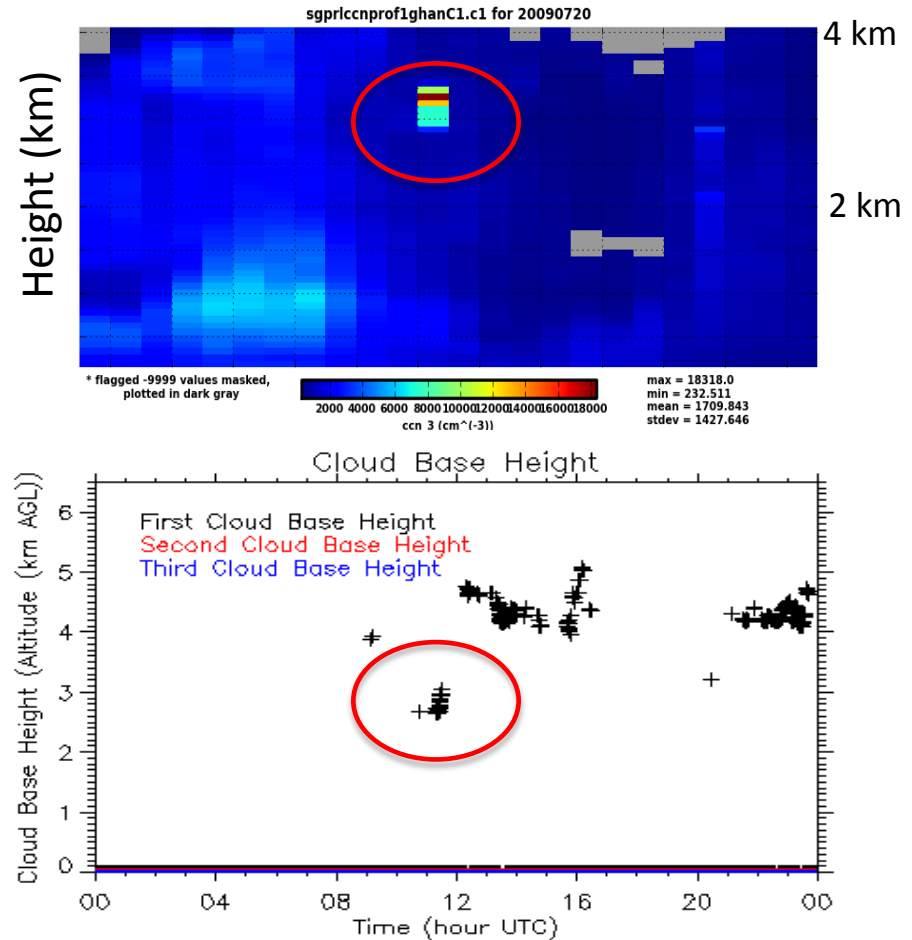 sgprlccnprof1ghanC1.c1 for 20090720
4 km
Height (km)
2 km
* flagged -9999 values masked,
plotted in dark gray
2000 4000 6000 8000 10000 12000 14000 16000 18000
ccn_3 (cm^(-3))
max = 18318.0
min = 232.511
mean = 1709.843
stdev = 1427.646
Cloud Base Height
Cloud Base Height (Altitude (km AGL))
First Cloud Base Height
Second Cloud Base Height
Third Cloud Base Height
6
5
4
3
2
1
0
00 04 08 12 16 20 00
Time (hour UTC)